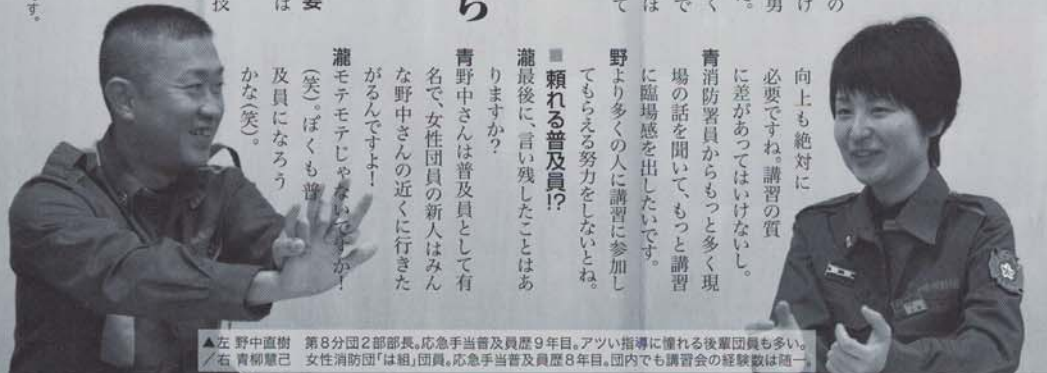 の
け
男
。
く
で
は
て
ち
向上も絶対に
必要ですね。講習の質
に差があってはいけないし。
青消防署員からもっと多く現
場の話を聞いて、もっと講習
に臨場感を出したいです。
野より多くの人に講習に参加し
てもらえる努力をしないとね。
■頼れる普及員!?
瀧最後に、言い残したことはあ
りますか?
青野中さんは普及員として有
名で、女性団員の新人はみん
な野中さんの近くに行きた
がるんですよ!
瀧モテモテじゃないですか!
(笑)。ぼくも普
及員になろう
かな(笑)。
は
技
す。
▲左 野中直樹 第8分団2部部長。応急手当普及員歴9年目。アツい指導に憧れる後輩団員も多い。
／右 青柳慧己 女性消防団「は組」団員。応急手当普及員歴8年目。団内でも講習会の経験数は随一。